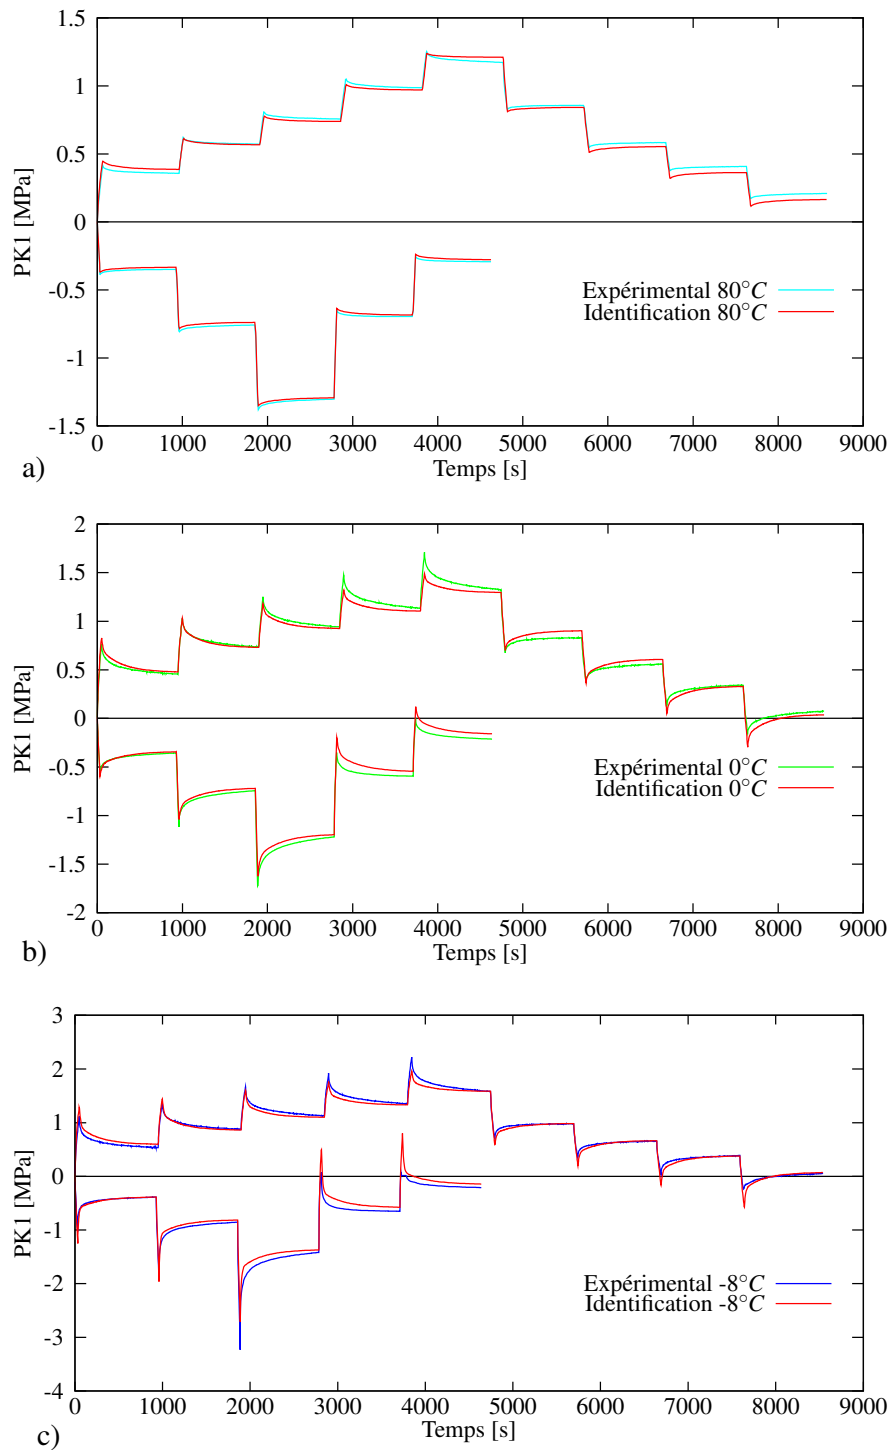 1.5
1
0.5
0
-0.5
-1
-1.5
PK1 [MPa]
Expérimental 80°C
Identification 80°C
0 1000 2000 3000 4000 5000 6000 7000 8000 9000
Temps [s]
a)
2
1.5
1
0.5
0
-0.5
-1
-1.5
-2
PK1 [MPa]
Expérimental 0°C
Identification 0°C
0 1000 2000 3000 4000 5000 6000 7000 8000 9000
Temps [s]
b)
3
2
1
0
-1
-2
-3
-4
PK1 [MPa]
Expérimental -8°C
Identification -8°C
0 1000 2000 3000 4000 5000 6000 7000 8000 9000
Temps [s]
c)